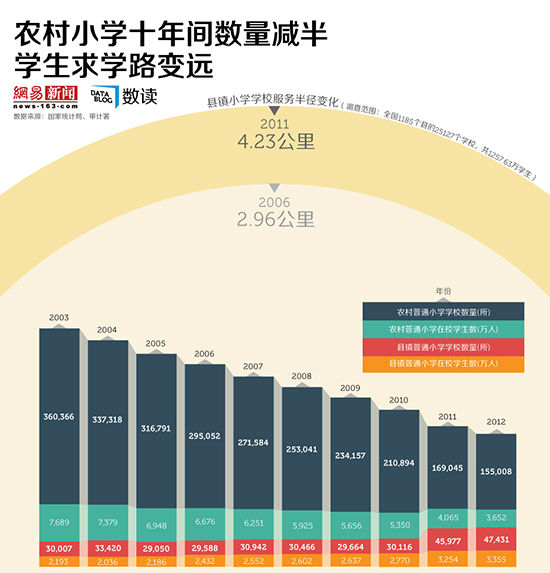 农村小学十年间数量减半
学生求学路变远
網易新闻
news·163.com
DATA
BLOG
数读
数据来源：国家统计局、审计署
县镇小学学校服务半径变化（调查范围：全国1185个县的25127个学校，共1257.63万学生）
2011
4.23公里
2006
2.96公里
年份
农村普通小学学校数量(所)
农村普通小学在校学生数(万人)
县镇普通小学学校数量(所)
县镇普通小学在校学生数(万人)
2003 2004 2005 2006 2007 2008 2009 2010 2011 2012
360,366 337,318 316,791 295,052 271,584 253,041 234,157 210,894 169,045 155,008
7,689 7,379 6,948 6,676 6,251 5,925 5,656 5,350 4,065 3,652
30,007 33,420 29,050 29,588 30,942 30,466 29,664 30,116 45,977 47,431
2,193 2,036 2,186 2,432 2,552 2,602 2,637 2,770 3,254 3,355